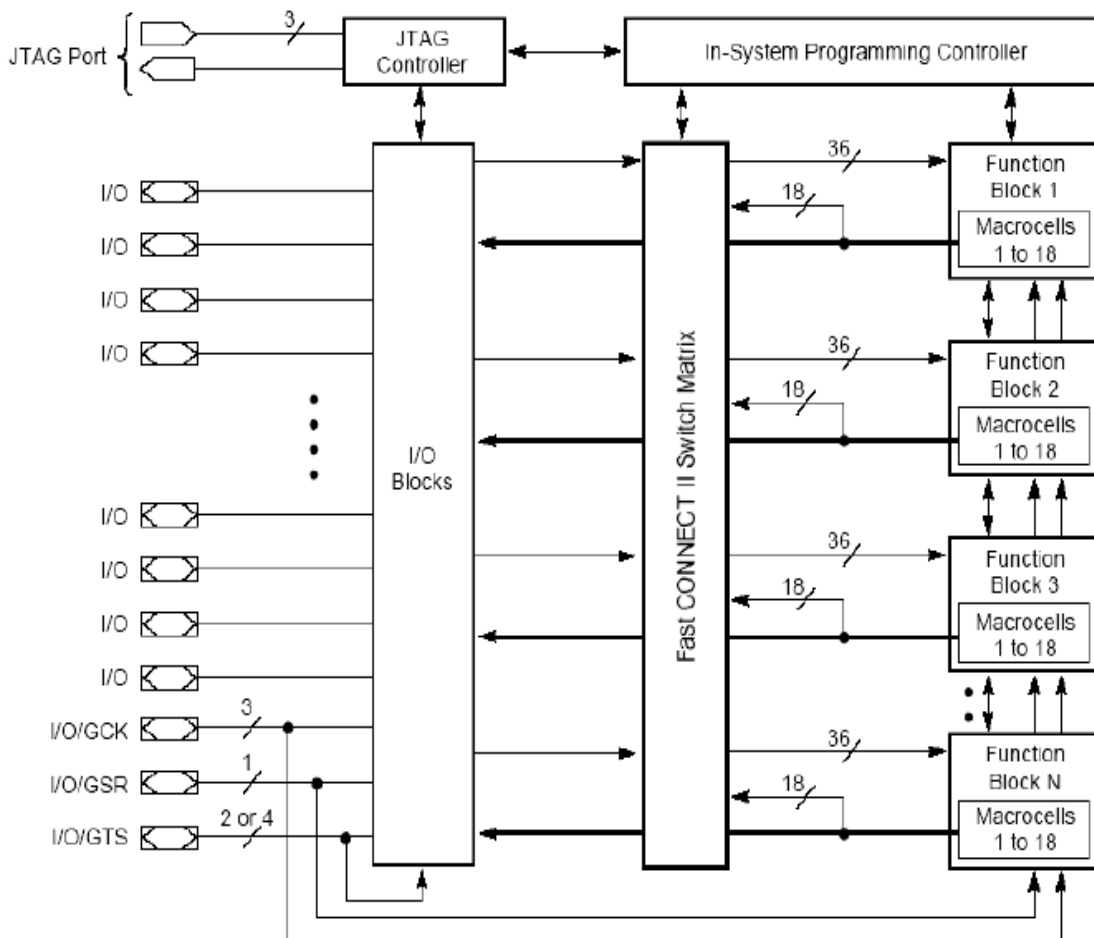 3
JTAG Port
JTAG
Controller
In-System Programming Controller
I/O
I/O
I/O
I/O
I/O
I/O
I/O
I/O
I/O/GCK
3
I/O/GSR
1
I/O/GTS
2 or 4
I/O
Blocks
Fast CONNECT II Switch Matrix
36
18
Function
Block 1
Macrocells
1 to 18
36
18
Function
Block 2
Macrocells
1 to 18
36
18
Function
Block 3
Macrocells
1 to 18
36
18
Function
Block N
Macrocells
1 to 18